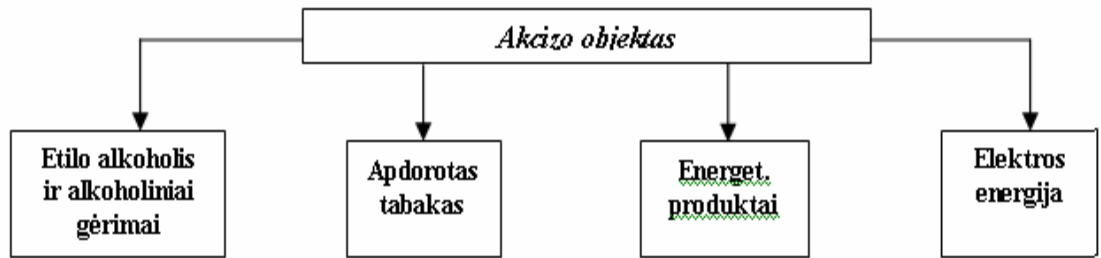 Akcizo objektas
Etilo alkoholis
ir alkoholiniai
gėrimai
Apdorotas
tabakas
Energet.
produktai
Elektros
energija